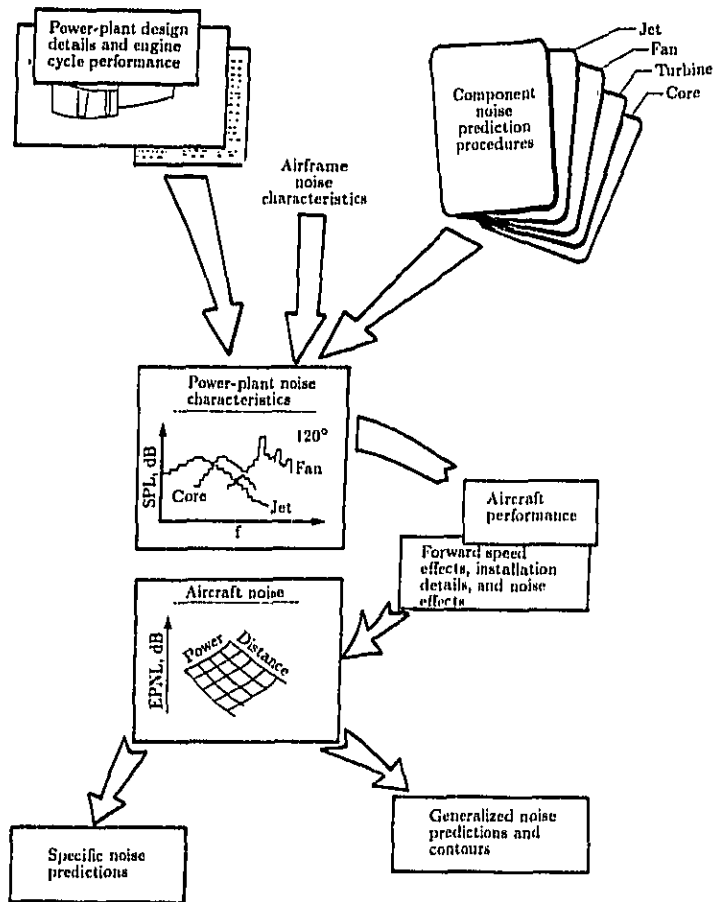 Power-plant design
details and engine
cycle performance
Jet
Fan
Turbine
Core
Component
noise
prediction
procedures
Airframe
noise
characteristics
Power-plant noise
characteristics
120°
SPL, dB
Fan
Core
Jet
f
Aircraft
performance
Forward speed
effects, installation
details, and noise
effects
Aircraft noise
EPNL, dB
Power
Distance
Specific noise
predictions
Generalized noise
predictions and
contours